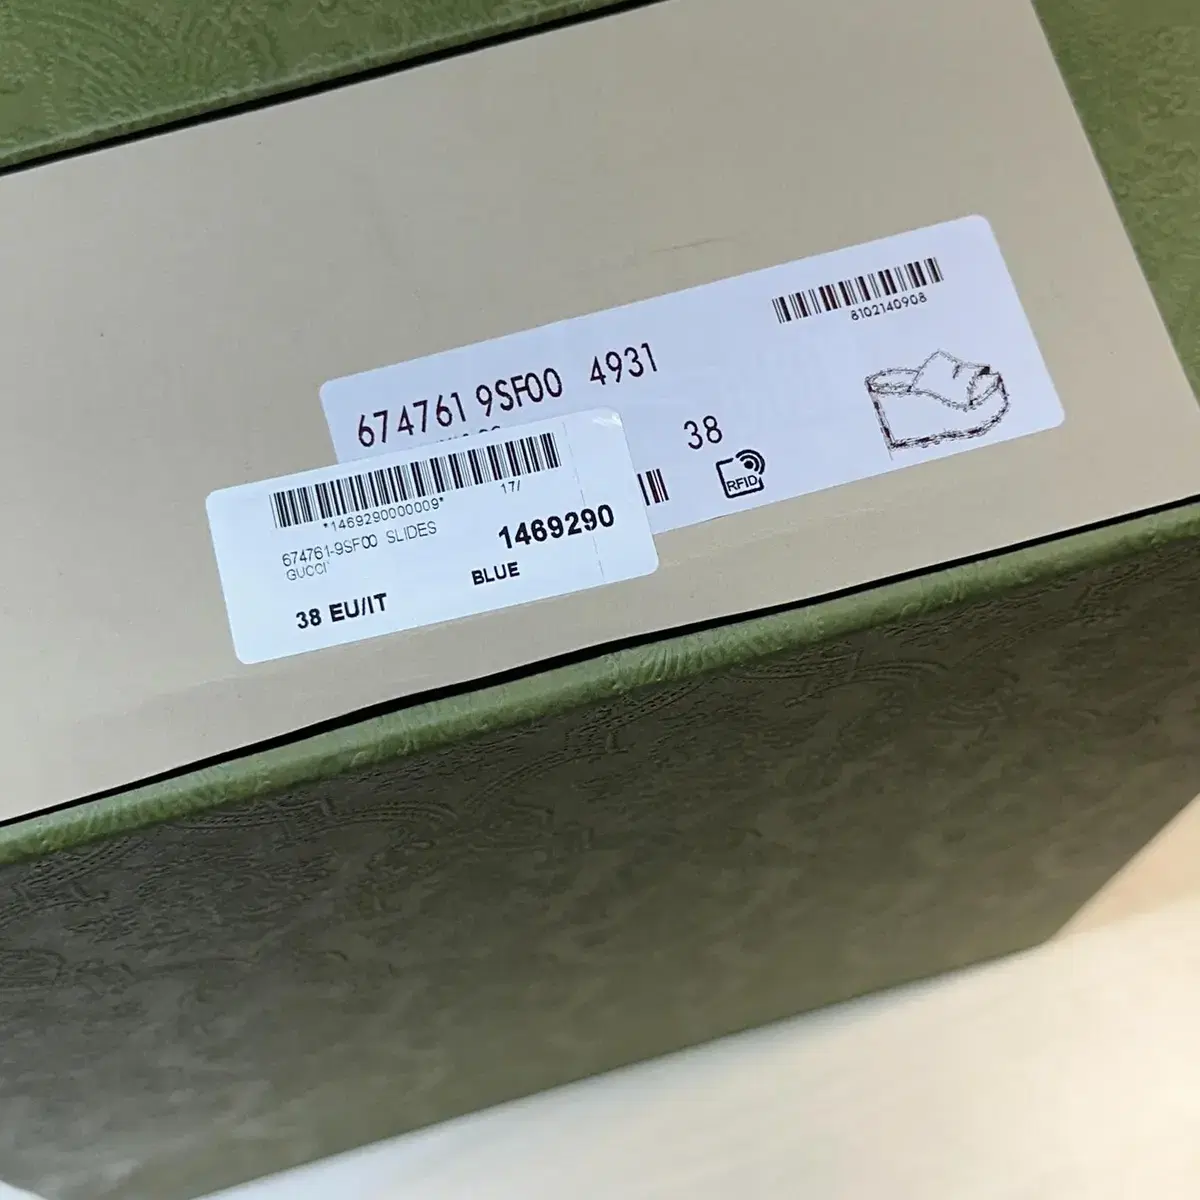 8102140908
674761 9SF00 4931
38
RFID
*1469290000009*
17/
674761-9SF00 SLIDES
GUCCI
1469290
BLUE
38 EU/IT